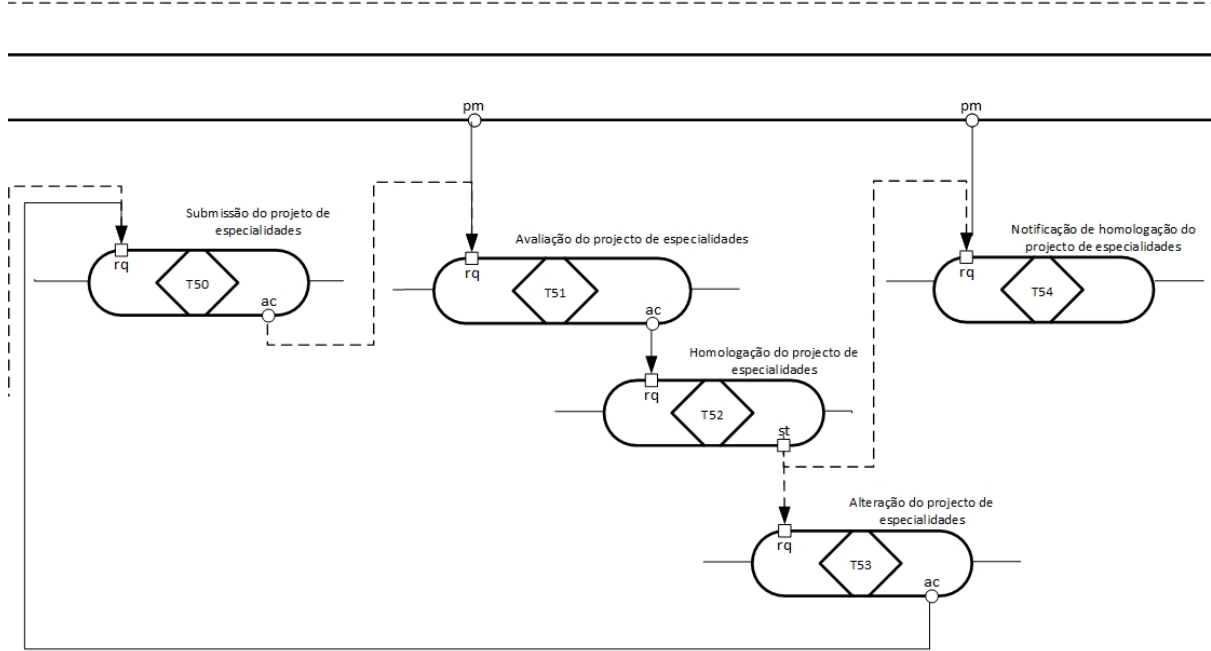 pm
pm
Submissão do projeto de
especialidades
rq
T50
ac
Avaliação do projecto de especialidades
rq
T51
ac
Notificação de homologação do
projecto de especialidades
rq
T54
Homologação do projecto de
especialidades
rq
T52
st
Alteração do projecto de
especialidades
rq
T53
ac